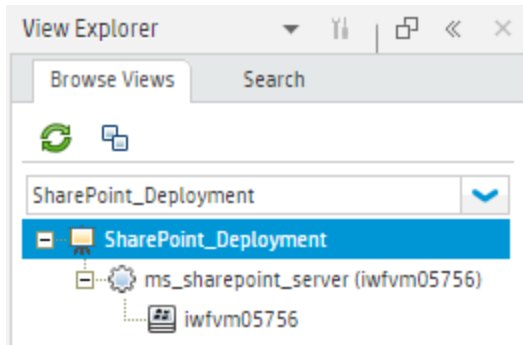 View Explorer
Browse Views Search
SharePoint_Deployment
SharePoint_Deployment
ms_sharepoint_server (iwfvm05756)
iwfvm05756